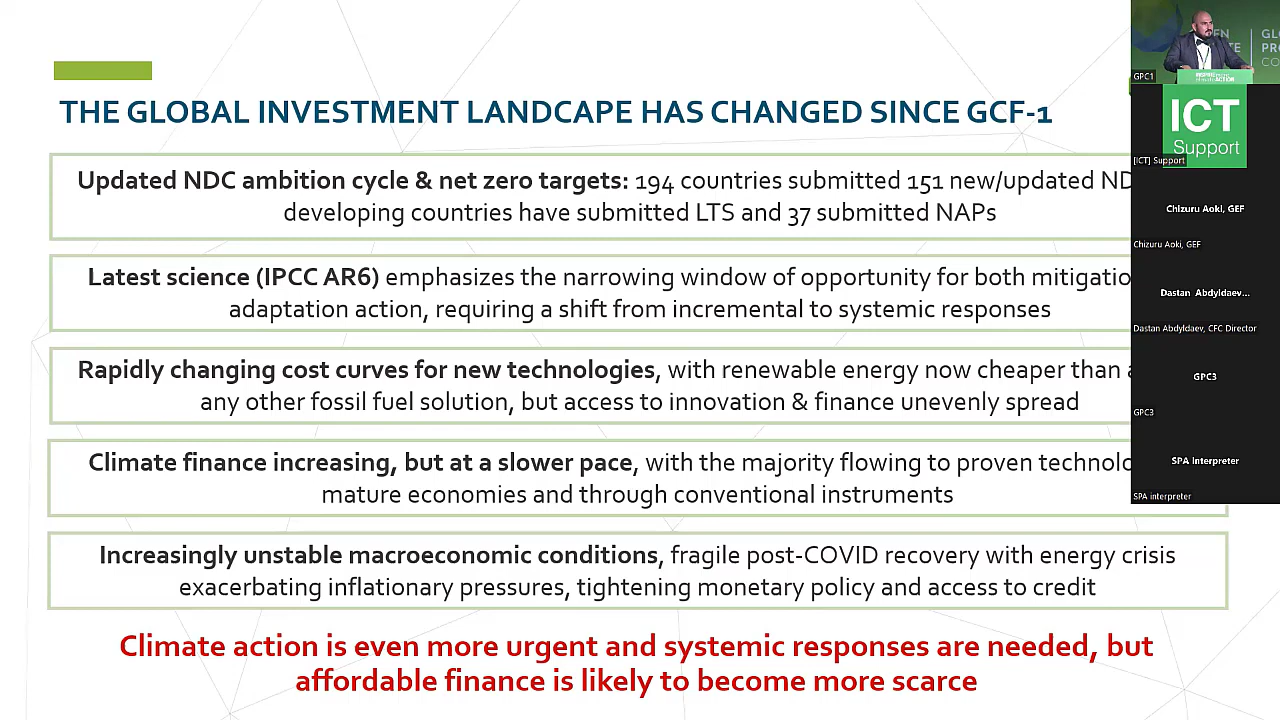 THE GLOBAL INVESTMENT LANDCAPE HAS CHANGED SINCE GCF-1
Updated NDC ambition cycle & net zero targets: 194 countries submitted 151 new/updated
developing countries have submitted LTS and 37 submitted NAPs
Latest science (IPCC AR6) emphasizes the narrowing window of opportunity for both
adaptation action, requiring a shift from incremental to systemic responses
Rapidly changing cost curves for new technologies, with renewable energy now cheaper than
any other fossil fuel solution, but access to innovation & finance unevenly spread
Climate finance increasing, but at a slower pace, with the majority flowing to proven
mature economies and through conventional instruments
Increasingly unstable macroeconomic conditions, fragile post-COVID recovery with energy crisis
exacerbating inflationary pressures, tightening monetary policy and access to credit
Climate action is even more urgent and systemic responses are needed, but
affordable finance is likely to become more scarce
GPC1
ICT
Support
[ICT] Support
Chizuru Aoki, GEF
Chizuru Aoki, GEF
Dastan Abdyldaev...
Dastan Abdyldaev, CFC Director
GPC3
GPC3
SPA Interpreter
SPA interpreter